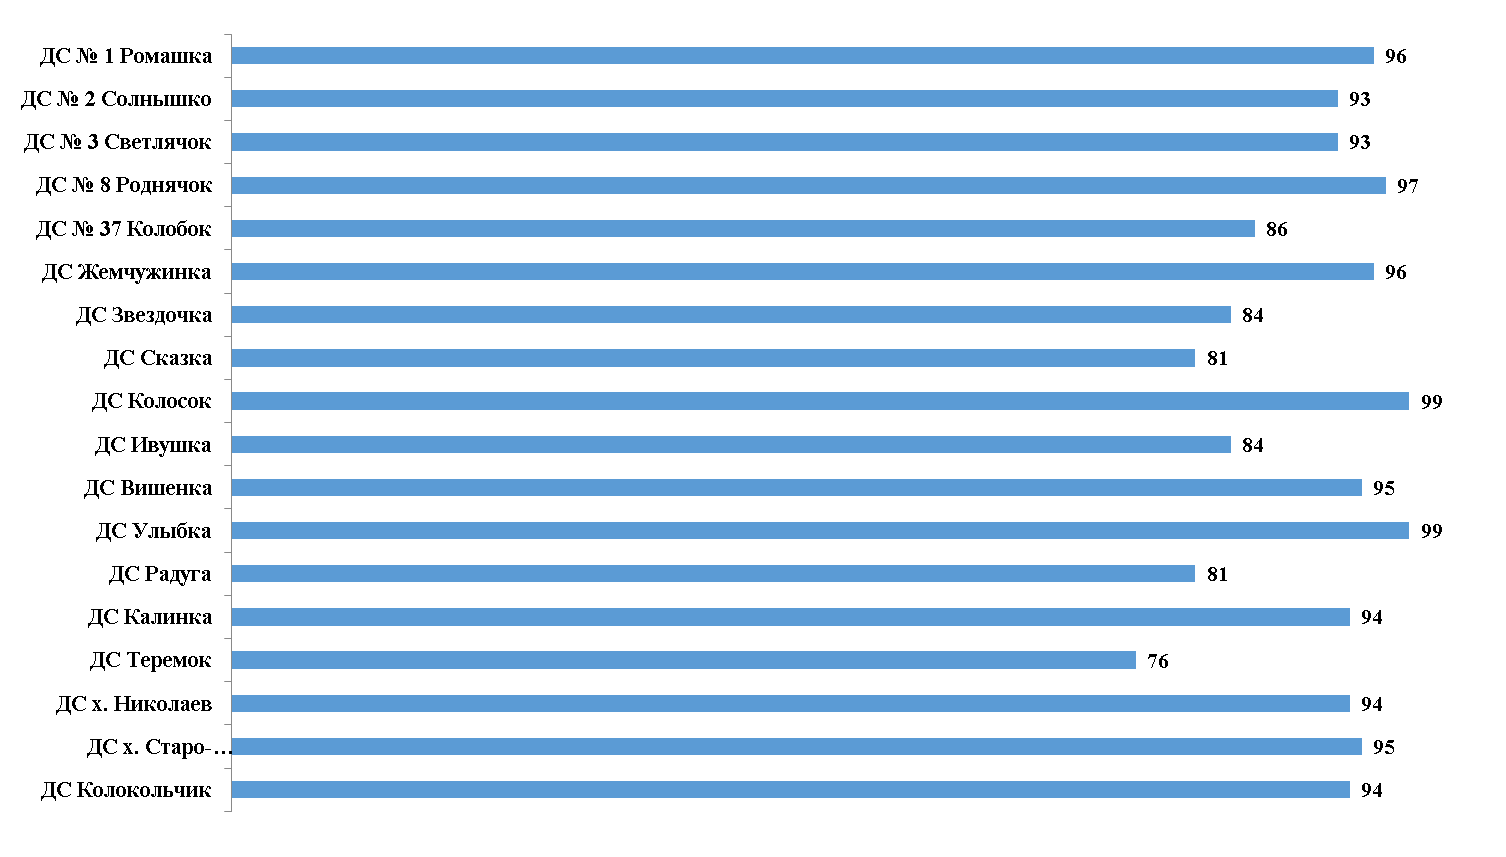 ДС № 1 Ромашка 96
ДС № 2 Солнышко 93
ДС № 3 Светлячок 93
ДС № 8 Роднячок 97
ДС № 37 Колобок 86
ДС Жемчужинка 96
ДС Звездочка 84
ДС Сказка 81
ДС Колосок 99
ДС Ивушка 84
ДС Вишенка 95
ДС Улыбка 99
ДС Радуга 81
ДС Калинка 94
ДС Теремок 76
ДС х. Николаев 94
ДС х. Старо-… 95
ДС Колокольчик 94